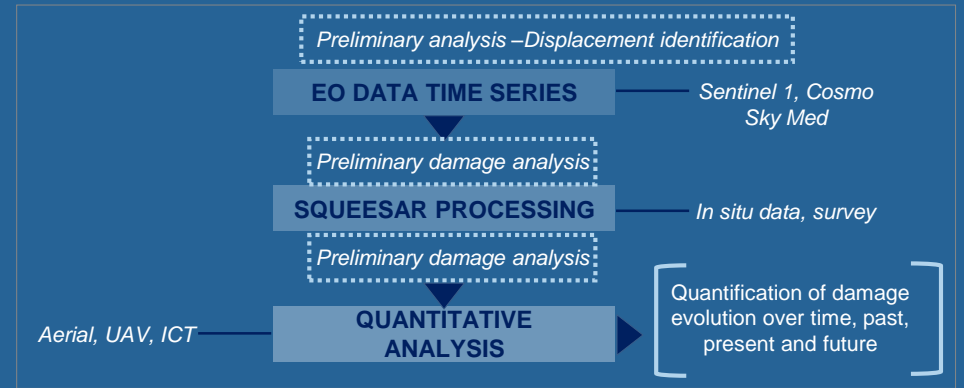 Preliminary analysis –Displacement identification
EO DATA TIME SERIES
Sentinel 1, Cosmo
Sky Med
Preliminary damage analysis
SQUEESAR PROCESSING
In situ data, survey
Preliminary damage analysis
Aerial, UAV, ICT
QUANTITATIVE
ANALYSIS
Quantification of damage
evolution over time, past,
present and future